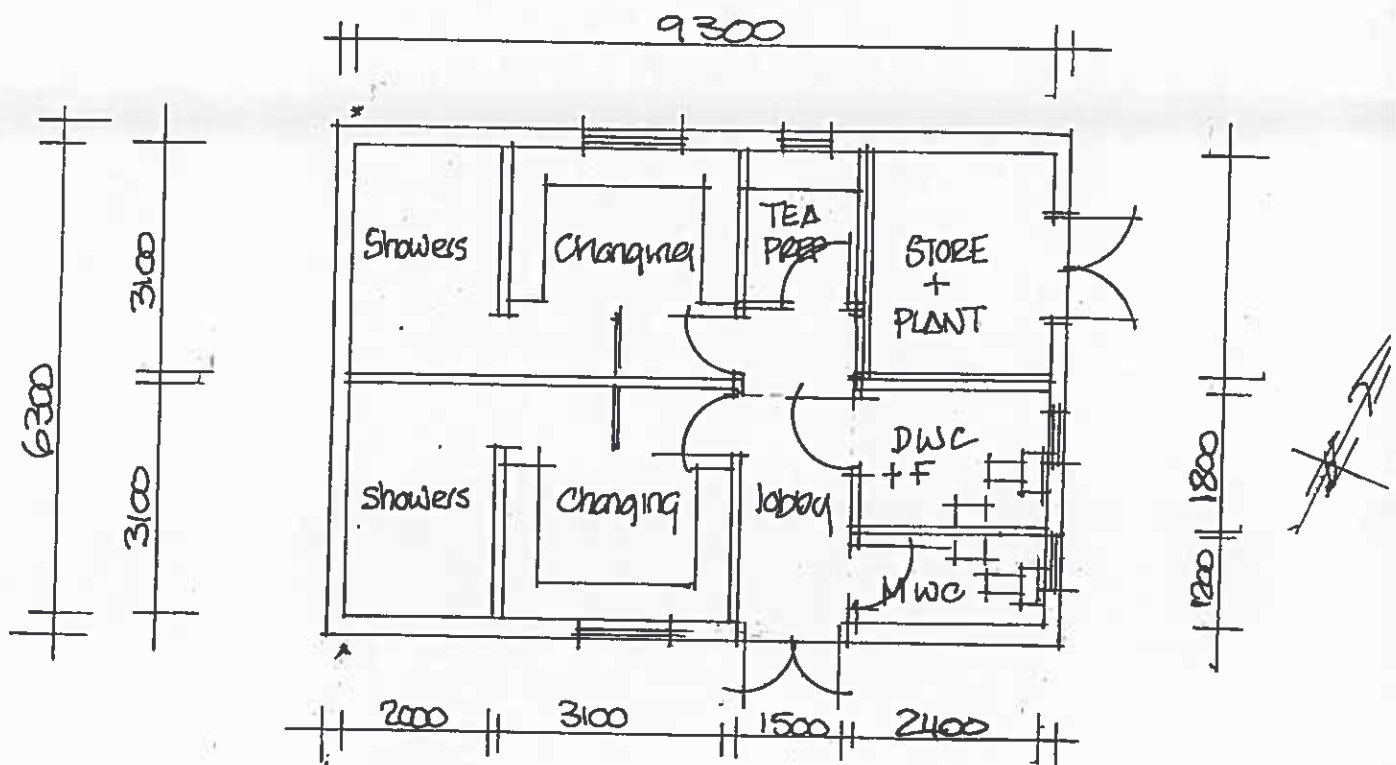 9300
Showers
Changing
TEA
PREP
STORE
+
PLANT
3100
6300
3100
Showers
Changing
lobby
DWC
+ F
MWC
1800
1200
2000
3100
1500
2400